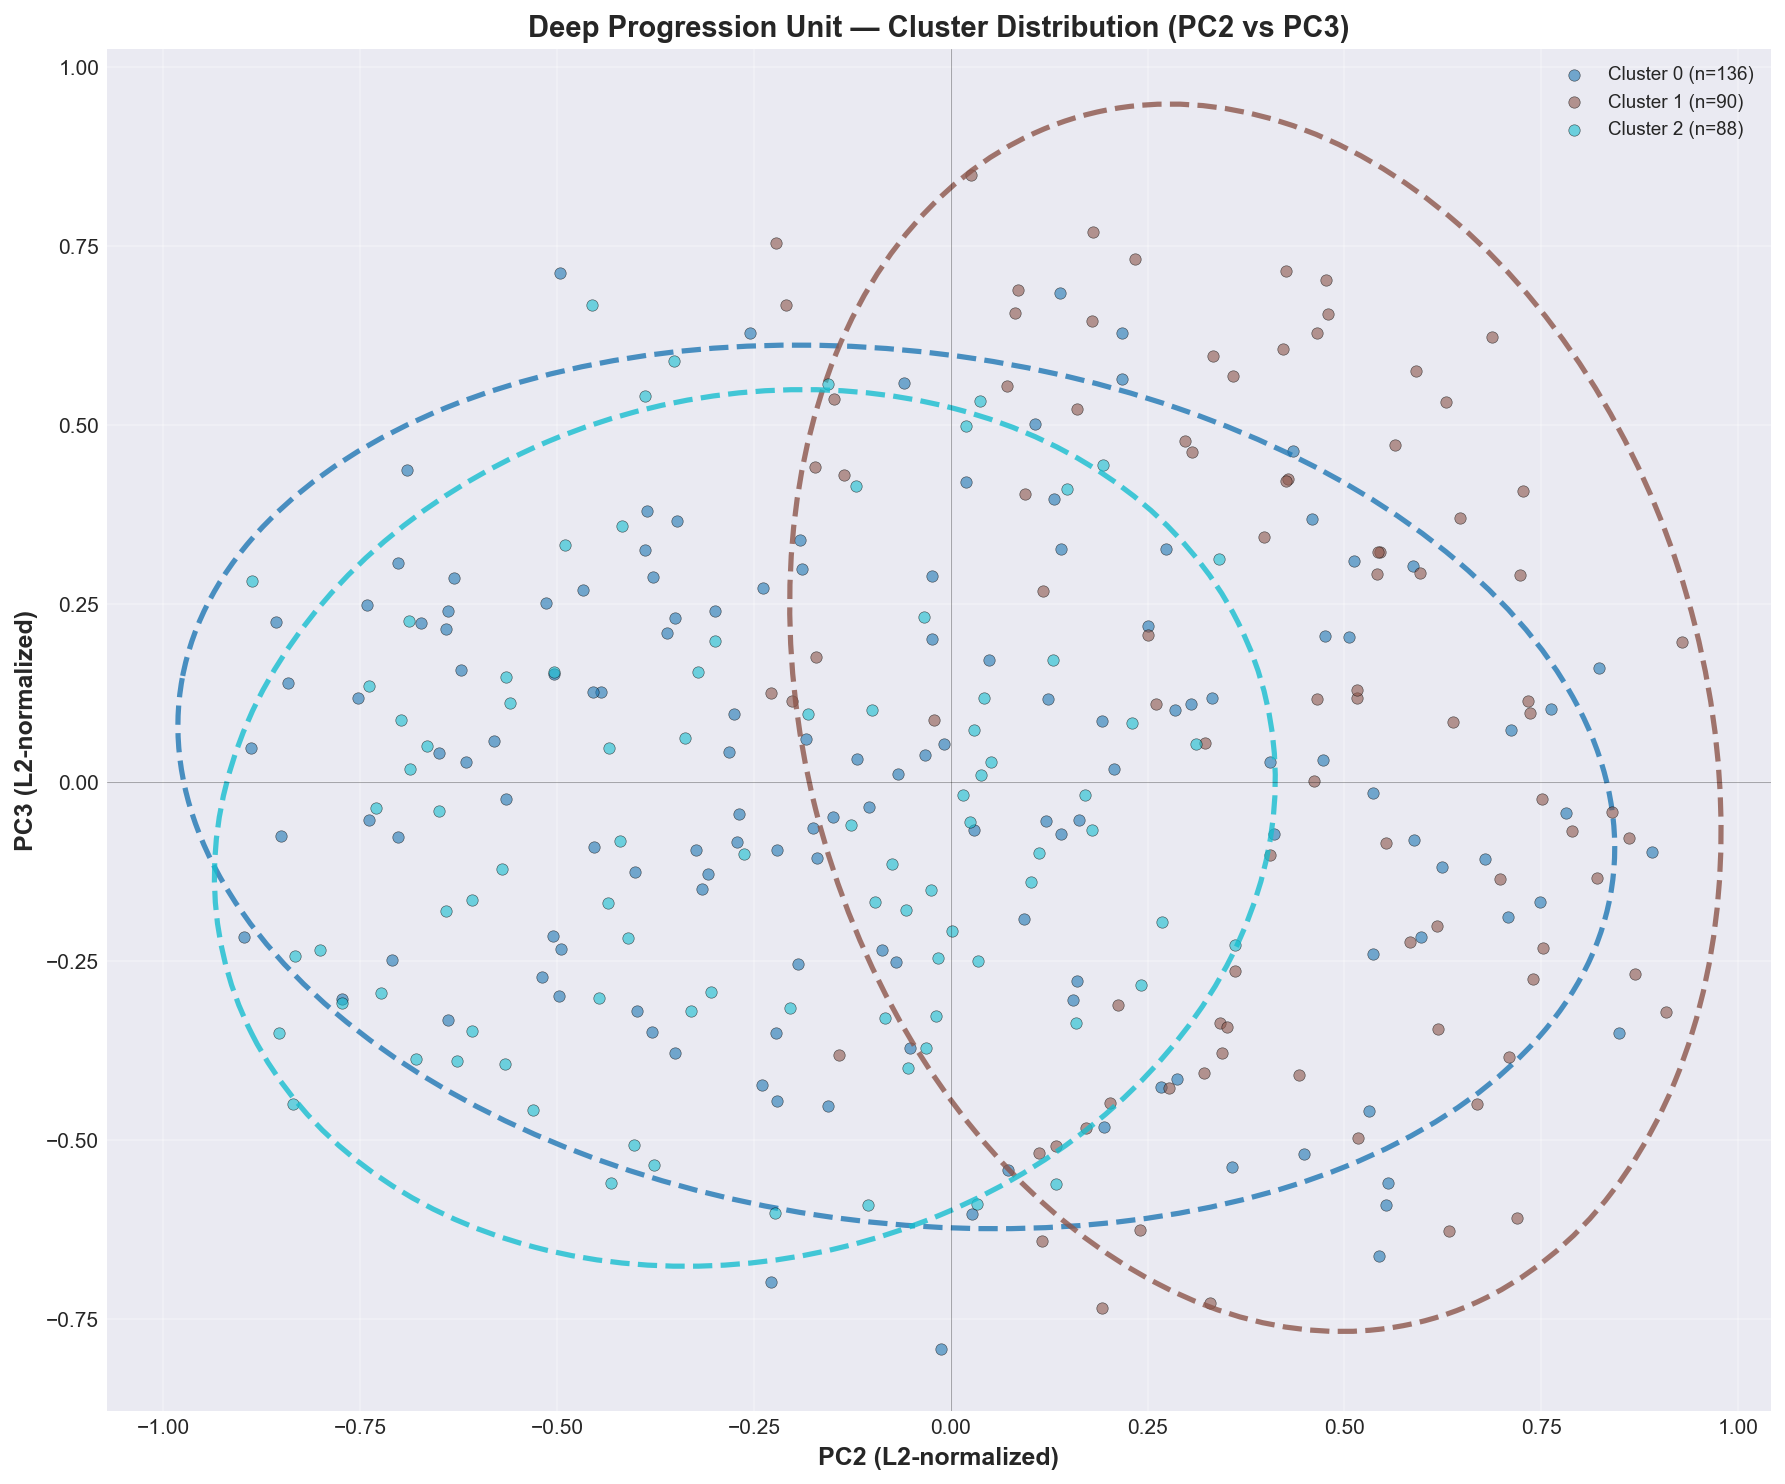 Deep Progression Unit — Cluster Distribution (PC2 vs PC3)
Cluster 0 (n=136)
Cluster 1 (n=90)
Cluster 2 (n=88)
PC3 (L2-normalized)
1.00
0.75
0.50
0.25
0.00
−0.25
−0.50
−0.75
−1.00 −0.75 −0.50 −0.25 0.00 0.25 0.50 0.75 1.00
PC2 (L2-normalized)